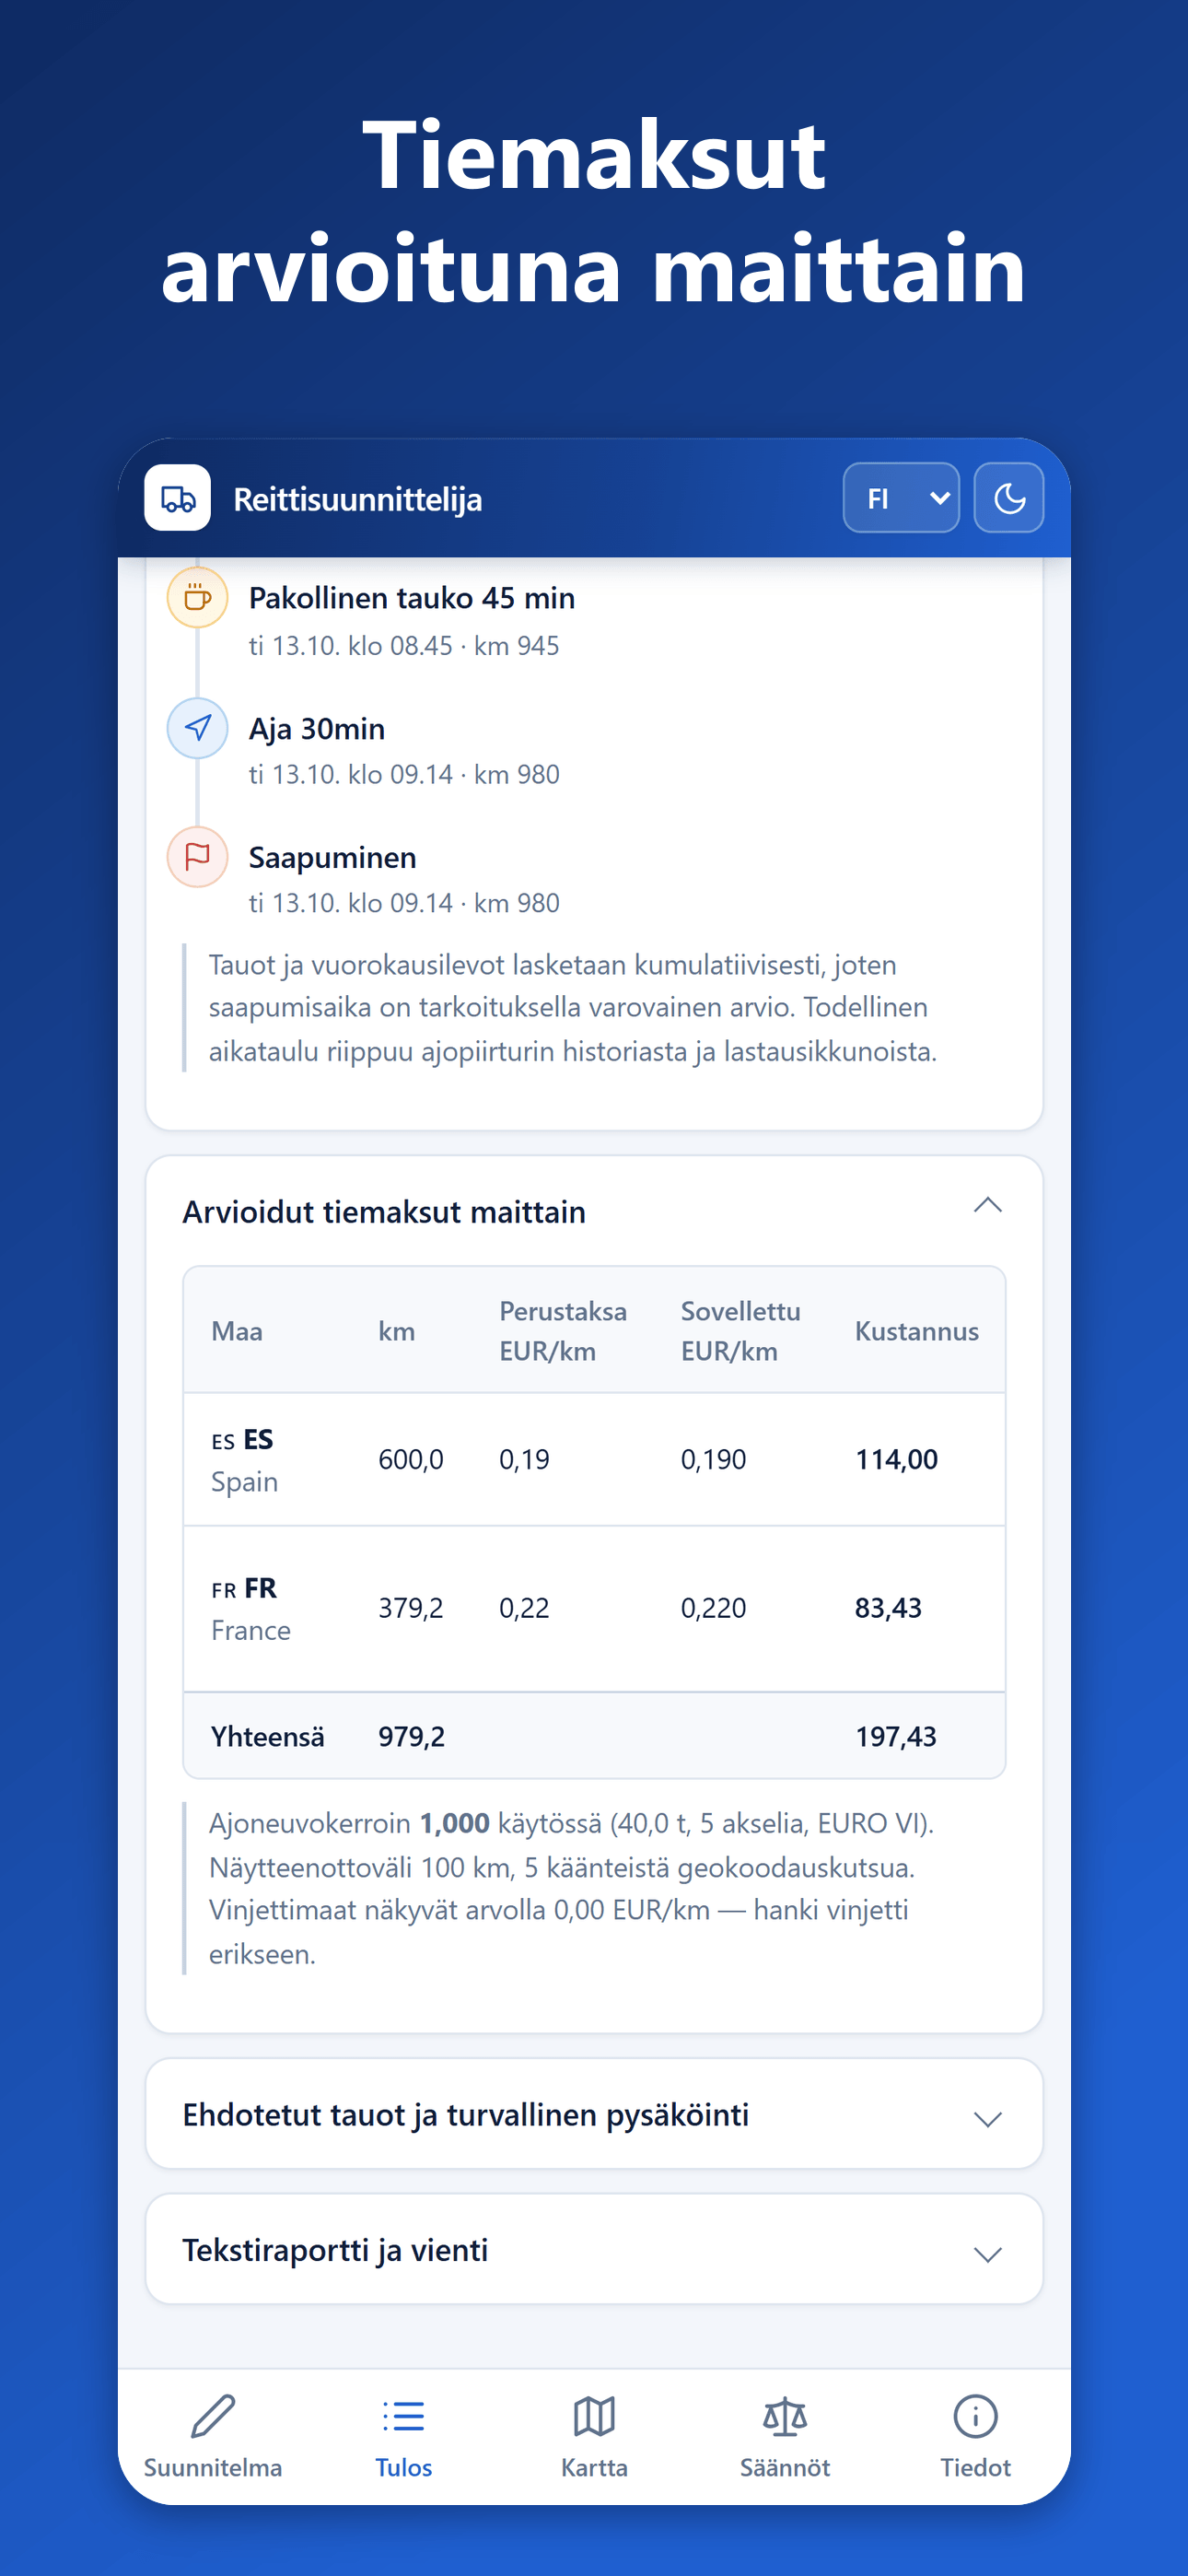 Tiemaksut
arvioituna maittain
Reittisuunnittelija
FI
Pakollinen tauko 45 min
ti 13.10. klo 08.45 · km 945
Aja 30min
ti 13.10. klo 09.14 · km 980
Saapuminen
ti 13.10. klo 09.14 · km 980
Tauot ja vuorokausilevot lasketaan kumulatiivisesti, joten
saapumisaika on tarkoituksella varovainen arvio. Todellinen
aikataulu riippuu ajopiirturin historiasta ja lastausikkunoista.
Arvioidut tiemaksut maittain
Maa km Perustaksa EUR/km Sovellettu EUR/km Kustannus
ES ES Spain 600,0 0,19 0,190 114,00
FR FR France 379,2 0,22 0,220 83,43
Yhteensä 979,2 197,43
Ajoneuvokerroin 1,000 käytössä (40,0 t, 5 akselia, EURO VI).
Näytteenottoväli 100 km, 5 käänteistä geokoodauskutsua.
Vinjettimaat näkyvät arvolla 0,00 EUR/km — hanki vinjetti
erikseen.
Ehdotetut tauot ja turvallinen pysäköinti
Tekstiraportti ja vienti
Suunnitelma Tulos Kartta Säännöt Tiedot